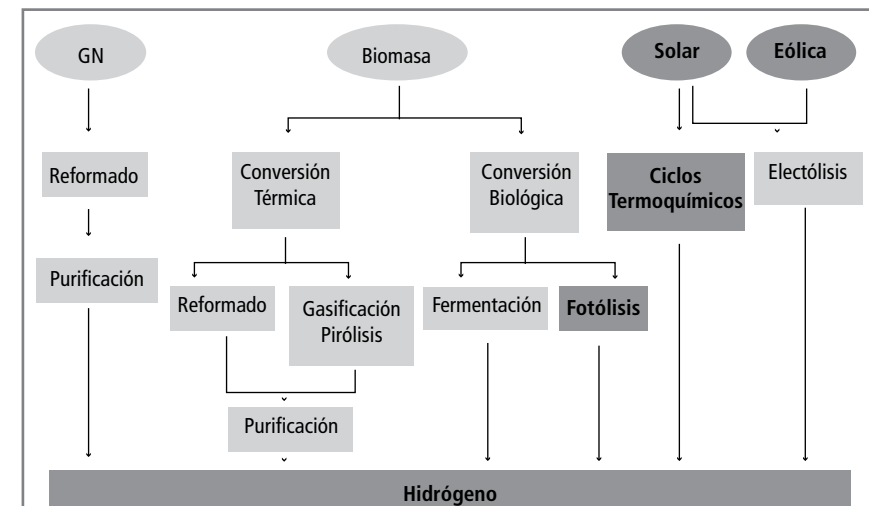 GN
Biomasa
Solar
Eólica
Reformado
Conversión
Térmica
Conversión
Biológica
Ciclos
Termoquímicos
Electólisis
Purificación
Reformado
Gasificación
Pirólisis
Fermentación
Fotólisis
Purificación
Hidrógeno